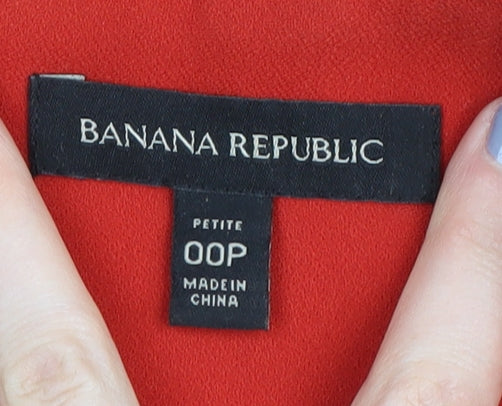 BANANA REPUBLIC
PETITE
00P
MADE IN
CHINA